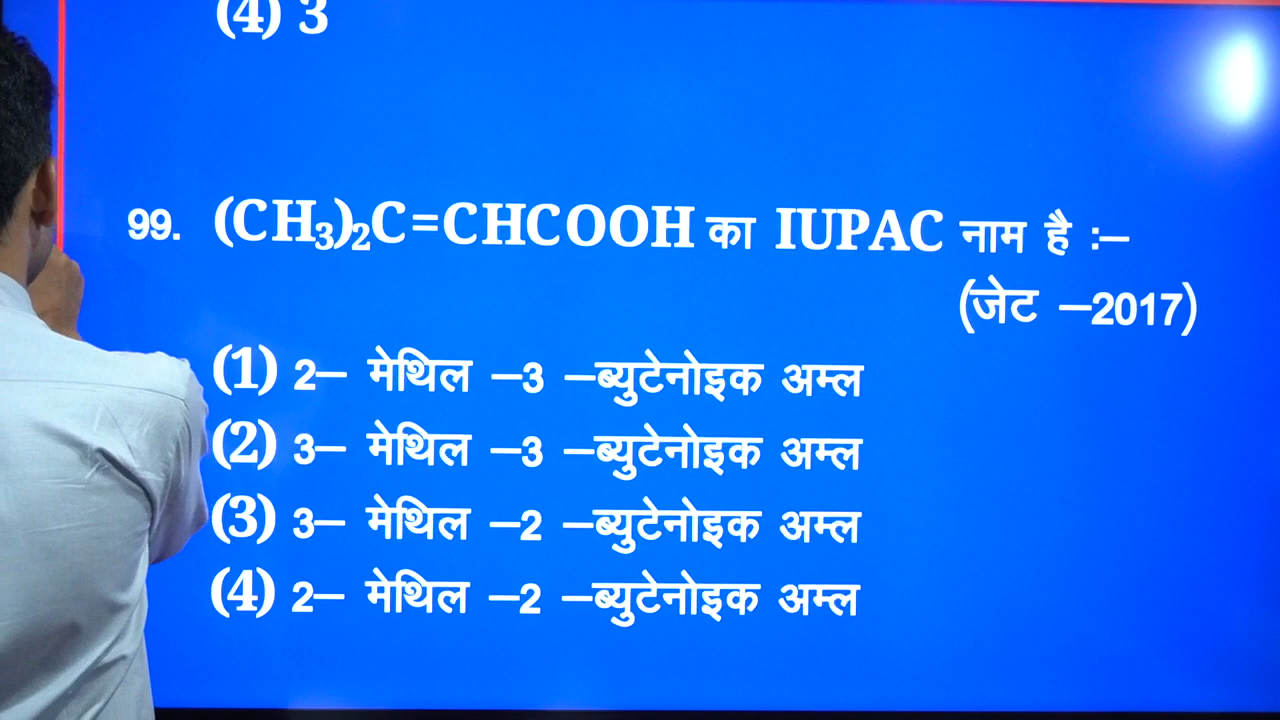 (4) 3
99. (CH₃)₂C=CHCOOH का IUPAC नाम है :–
(जेट –2017)
(1) 2– मेथिल –3 –ब्युटेनोइक अम्ल
(2) 3– मेथिल –3 –ब्युटेनोइक अम्ल
(3) 3– मेथिल –2 –ब्युटेनोइक अम्ल
(4) 2– मेथिल –2 –ब्युटेनोइक अम्ल